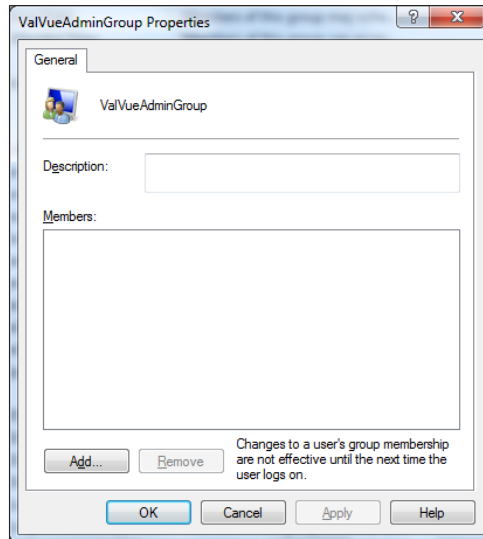 ValVueAdminGroup Properties
?
General
ValVueAdminGroup
Description:
Members:
Add...
Remove
Changes to a user's group membership
are not effective until the next time the
user logs on.
OK
Cancel
Apply
Help